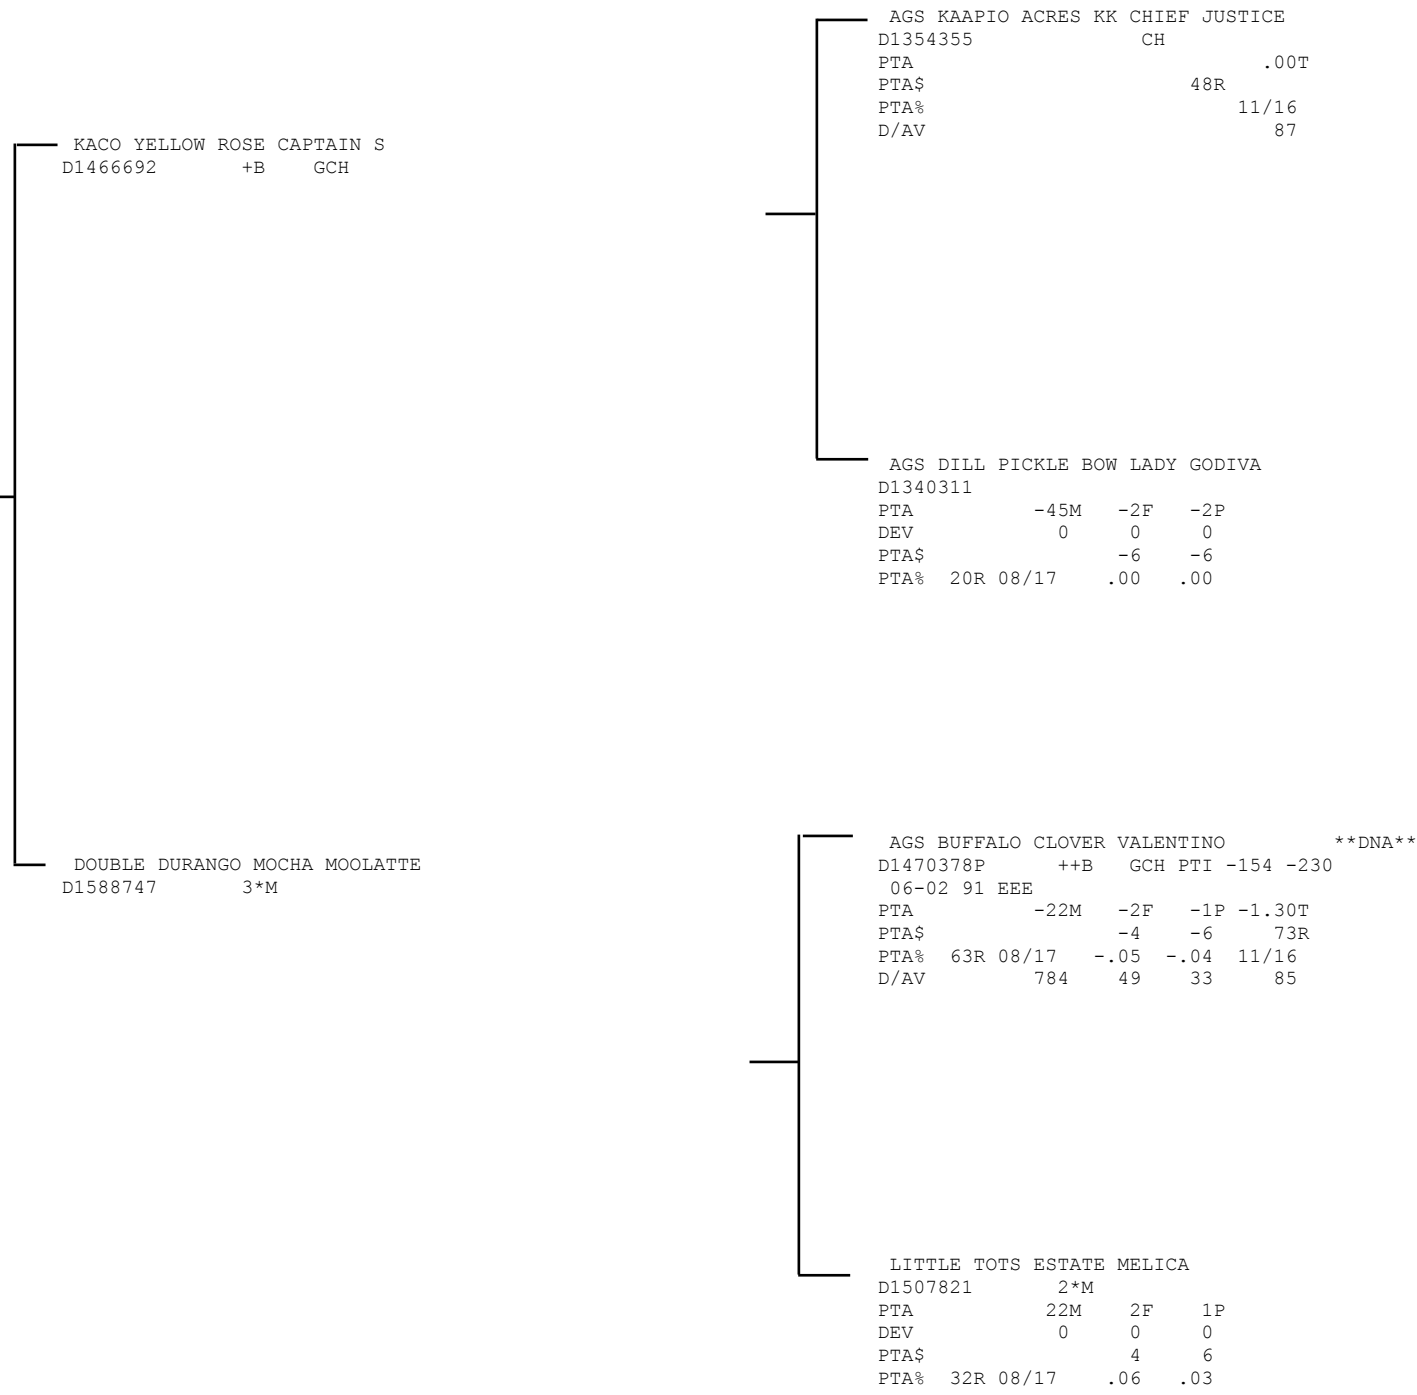 AGS KAAPIO ACRES KK CHIEF JUSTICE
D1354355 CH
PTA .00T
PTA$ 48R
PTA% 11/16
D/AV 87
KACO YELLOW ROSE CAPTAIN S
D1466692 +B GCH
AGS DILL PICKLE BOW LADY GODIVA
D1340311
PTA -45M -2F -2P
DEV 0 0 0
PTA$ -6 -6
PTA% 20R 08/17 .00 .00
DOUBLE DURANGO MOCHA MOOLATTE
D1588747 3*M
AGS BUFFALO CLOVER VALENTINO **DNA**
D1470378P ++B GCH PTI -154 -230
06-02 91 EEE
PTA -22M -2F -1P -1.30T
PTA$ -4 -6 73R
PTA% 63R 08/17 -.05 -.04 11/16
D/AV 784 49 33 85
LITTLE TOTS ESTATE MELICA
D1507821 2*M
PTA 22M 2F 1P
DEV 0 0 0
PTA$ 4 6
PTA% 32R 08/17 .06 .03